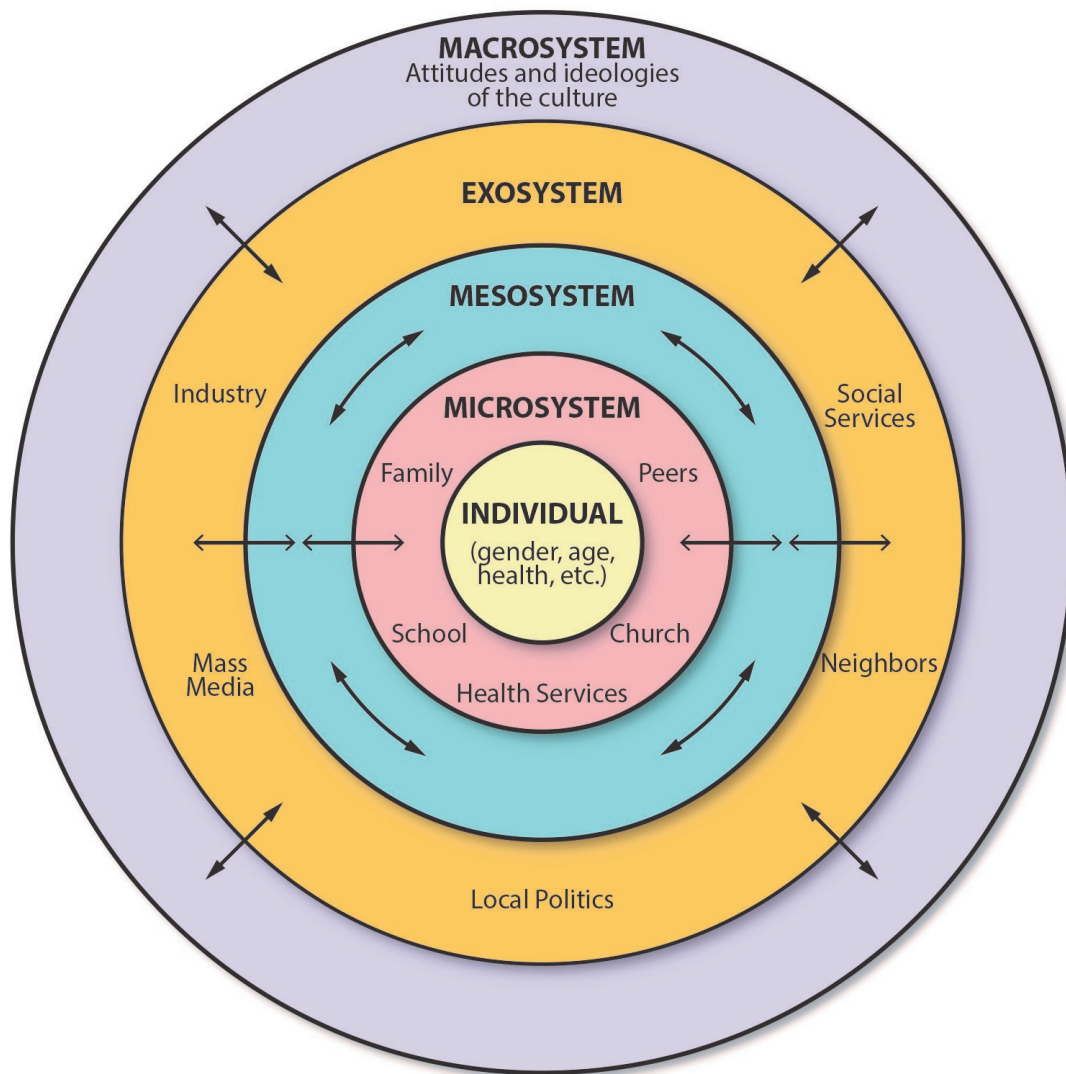 MACROSYSTEM
Attitudes and ideologies
of the culture
EXOSYSTEM
MESOSYSTEM
Industry
Social
Services
MICROSYSTEM
Family
Peers
INDIVIDUAL
(gender, age,
health, etc.)
School
Church
Mass
Media
Neighbors
Health Services
Local Politics